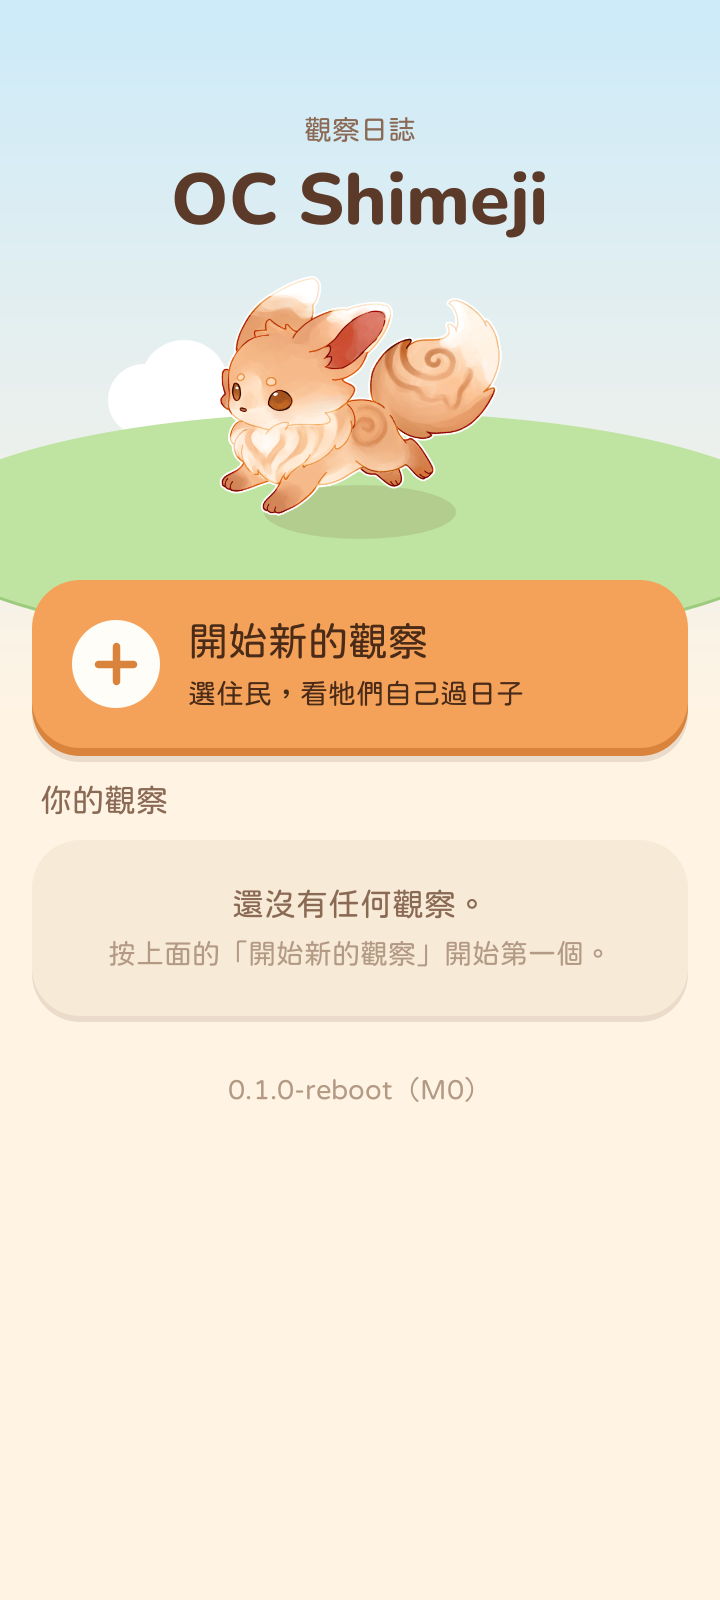 觀察日誌
OC Shimeji
開始新的觀察
選住民，看牠們自己過日子
你的觀察
還沒有任何觀察。
按上面的「開始新的觀察」開始第一個。
0.1.0-reboot（M0）